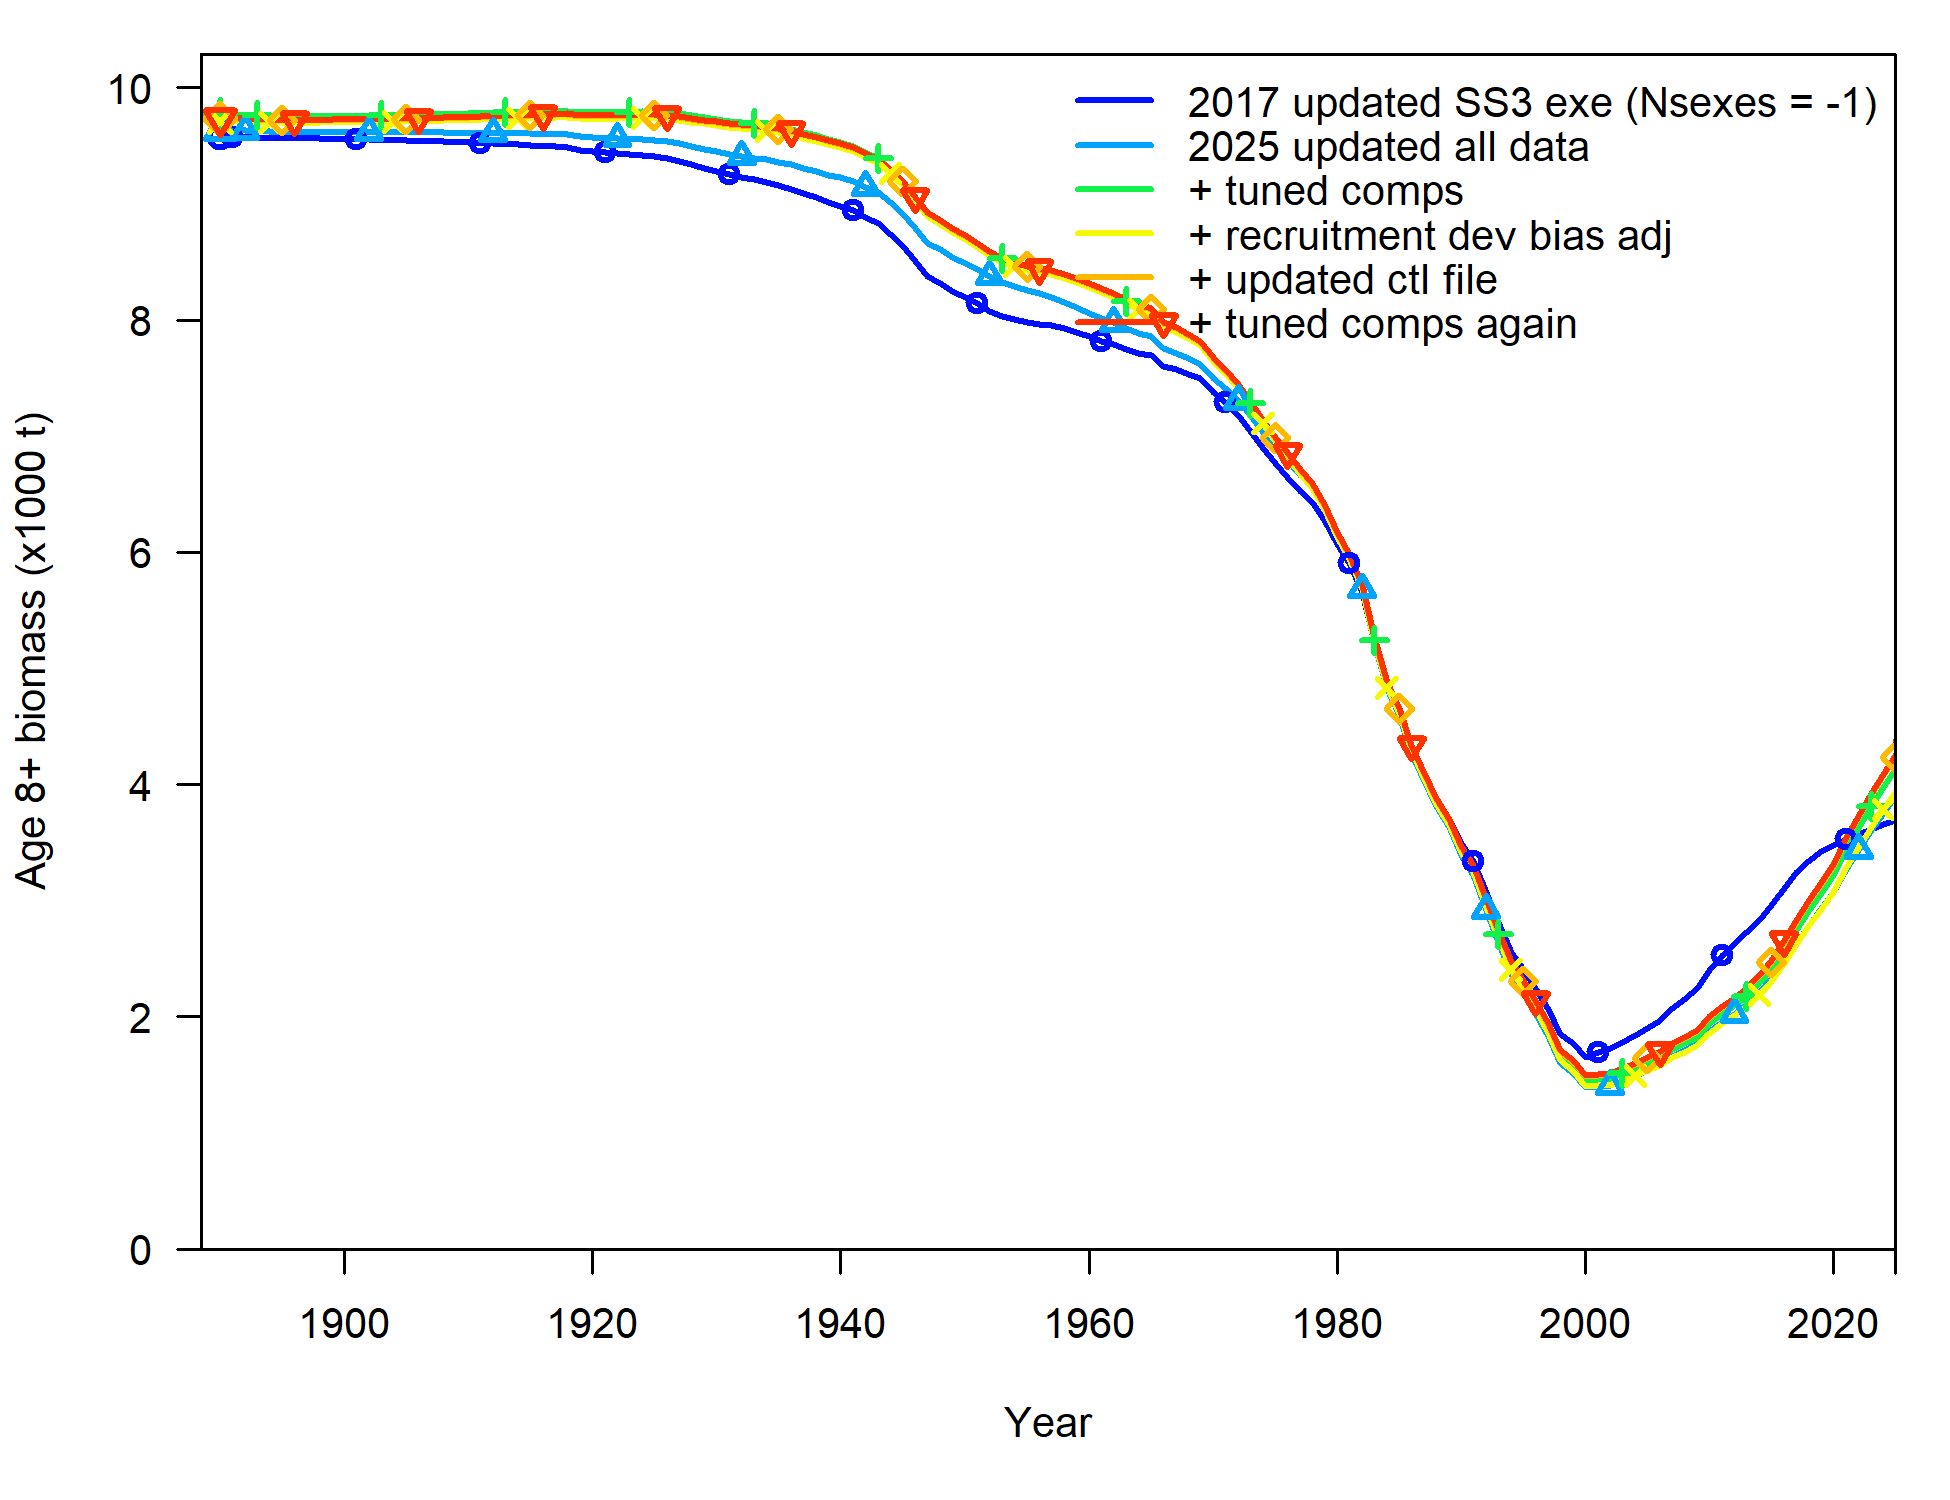 2017 updated SS3 exe (Nsexes = -1)
2025 updated all data
+ tuned comps
+ recruitment dev bias adj
+ updated ctl file
+ tuned comps again
Age 8+ biomass (x1000 t)
10
8
6
4
2
0
1900 1920 1940 1960 1980 2000 2020
Year